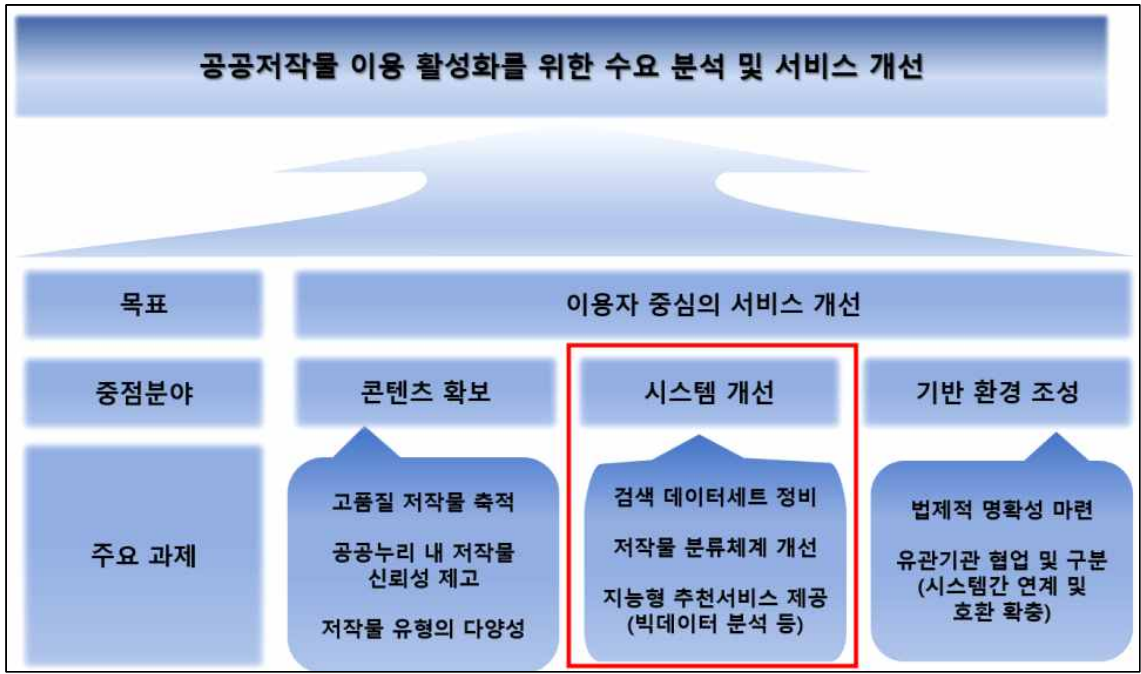 공공저작물 이용 활성화를 위한 수요 분석 및 서비스 개선
목표
이용자 중심의 서비스 개선
중점분야
콘텐츠 확보
시스템 개선
기반 환경 조성
주요 과제
고품질 저작물 축적
공공누리 내 저작물
신뢰성 제고
저작물 유형의 다양성
검색 데이터세트 정비
저작물 분류체계 개선
지능형 추천서비스 제공
(빅데이터 분석 등)
법제적 명확성 마련
유관기관 협업 및 구분
(시스템간 연계 및
호환 확충)